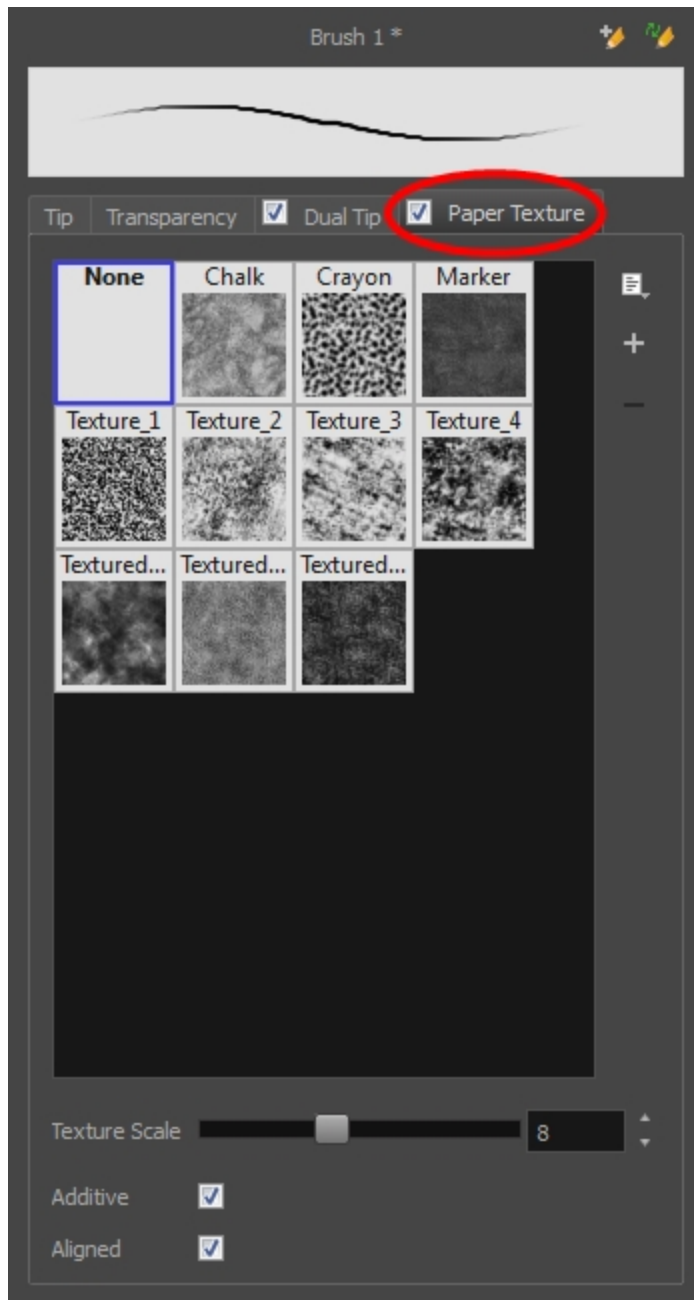 Brush 1 *
Tip Transparency Dual Tip Paper Texture
None Chalk Crayon Marker
Texture_1 Texture_2 Texture_3 Texture_4
Textured... Textured... Textured...
Texture Scale 8
Additive
Aligned